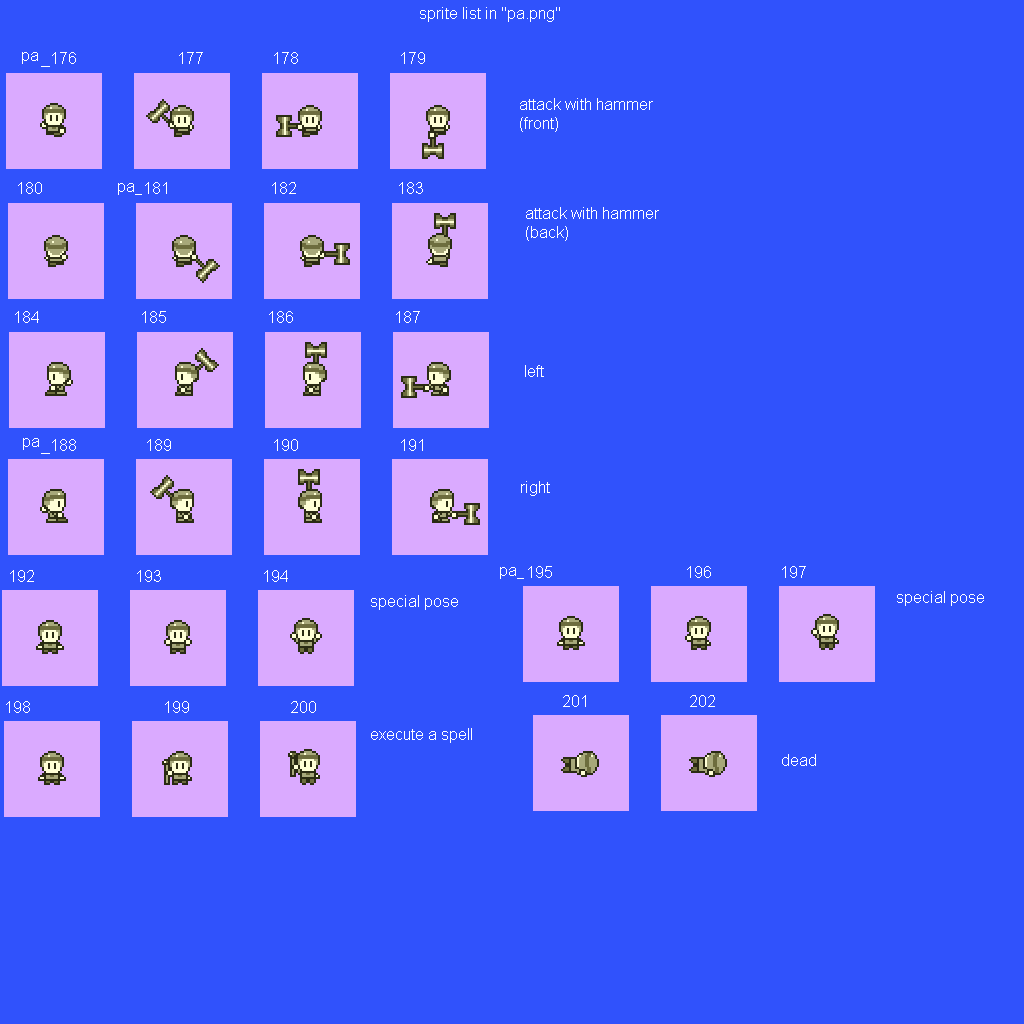 sprite list in "pa.png"
pa_176 177 178 179
attack with hammer
(front)
180 pa_181 182 183
attack with hammer
(back)
184 185 186 187
left
pa_188 189 190 191
right
192 193 194
special pose
pa_195 196 197
special pose
198 199 200
execute a spell
201 202
dead